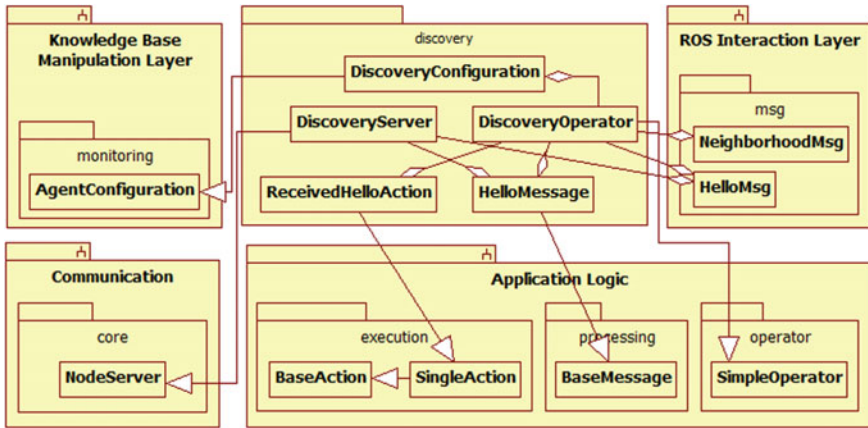 Knowledge Base
Manipulation Layer
monitoring
AgentConfiguration
discovery
DiscoveryConfiguration
DiscoveryServer
DiscoveryOperator
ReceivedHelloAction
HelloMessage
ROS Interaction Layer
msg
NeighborhoodMsg
HelloMsg
Communication
core
NodeServer
Application Logic
execution
BaseAction
SingleAction
processing
BaseMessage
operator
SimpleOperator